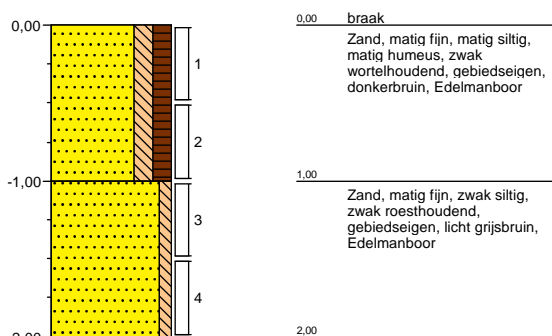 0,00
1
2
-1,00
3
4
-2,00
0,00
braak
Zand, matig fijn, matig siltig,
matig humeus, zwak
wortelhoudend, gebiedseigen,
donkerbruin, Edelmanboor
1,00
Zand, matig fijn, zwak siltig,
zwak roesthoudend,
gebiedseigen, licht grijsbruin,
Edelmanboor
2,00